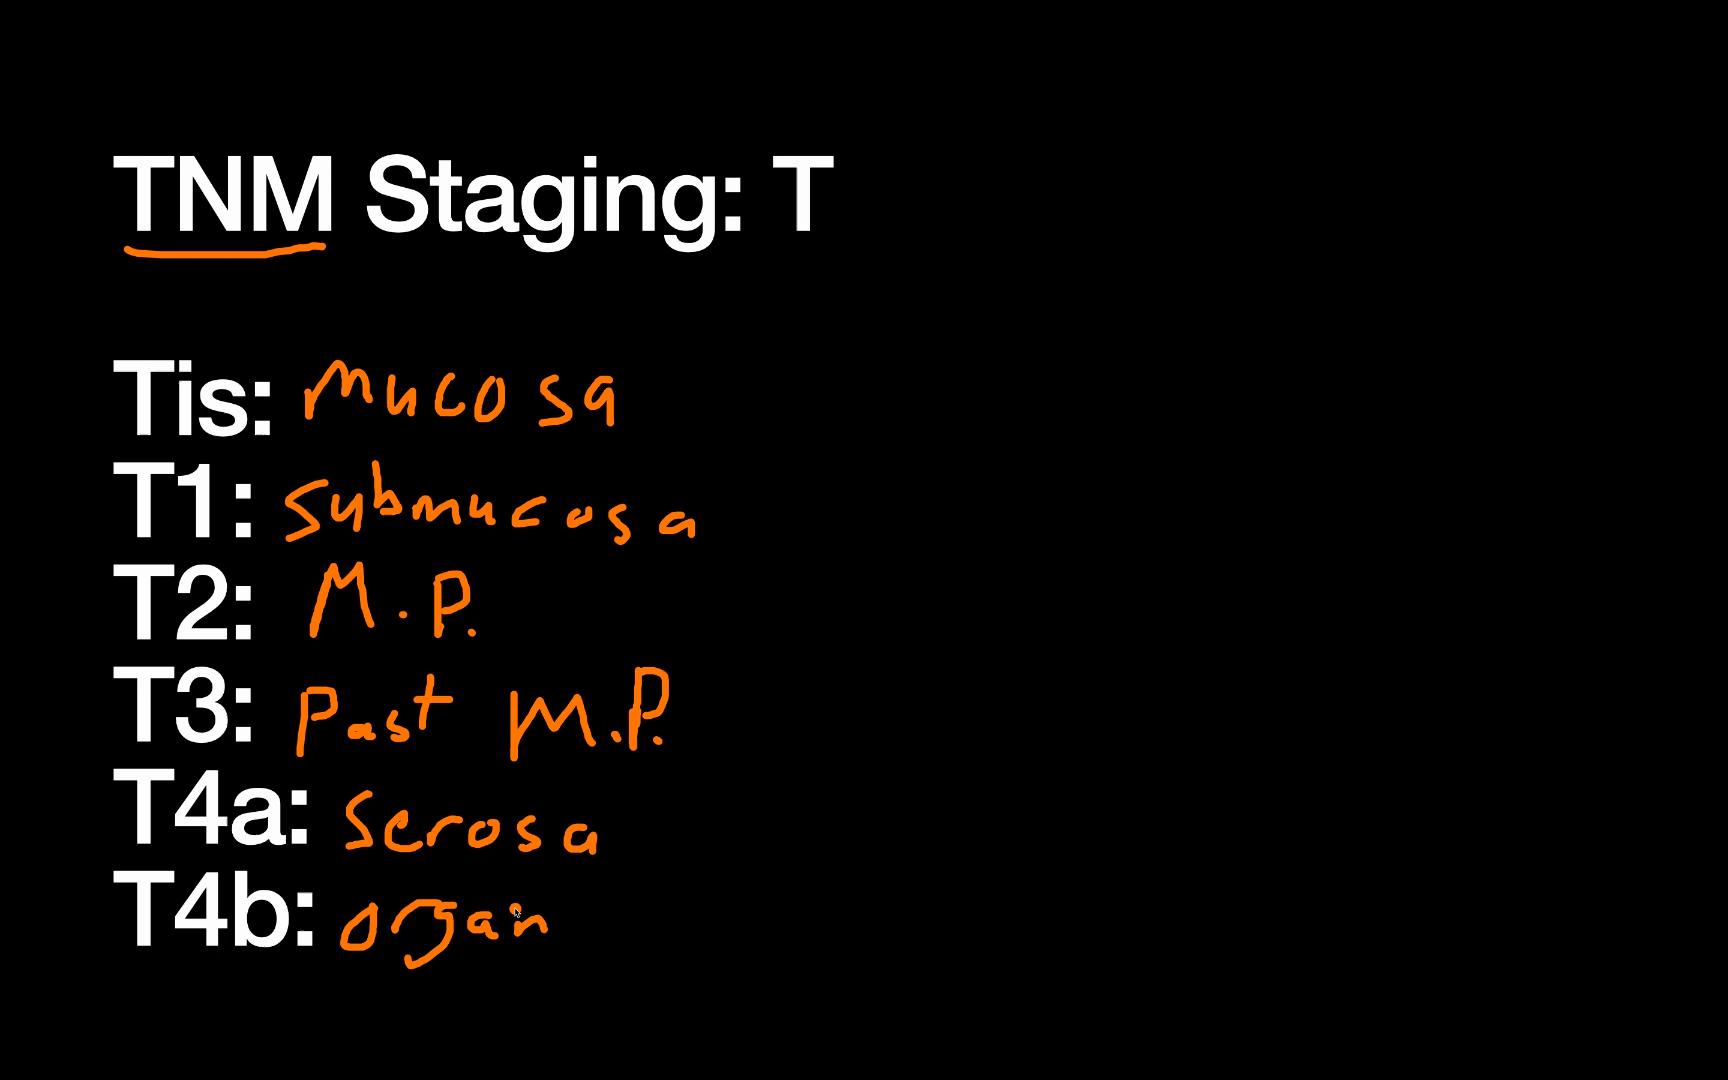 TNM Staging: T
Tis: Mucosa
T1: Submucosa
T2: M.P.
T3: Past M.P.
T4a: Serosa
T4b: organ